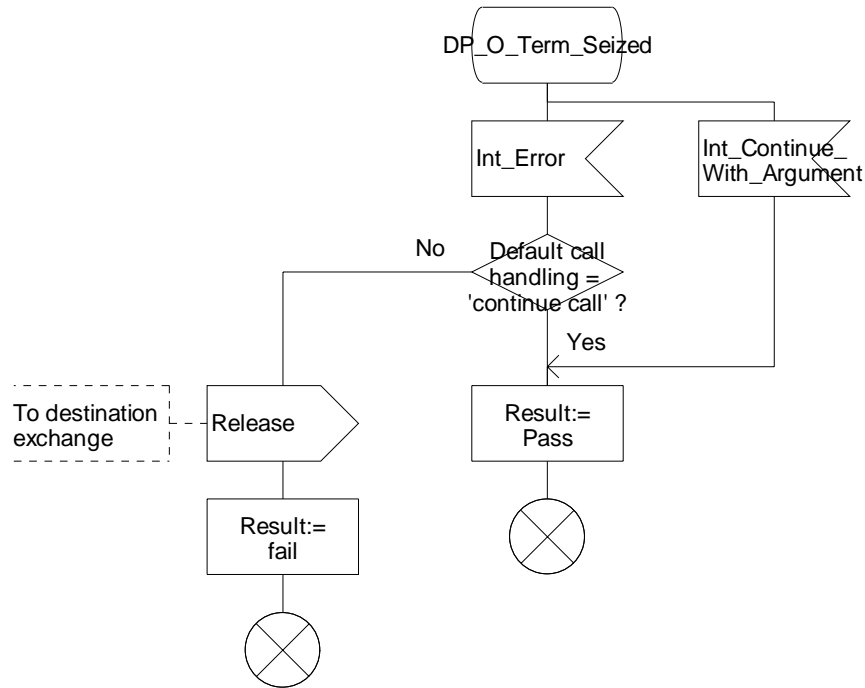 DP_O_Term_Seized
Int_Error
Int_Continue_
With_Argument
No
Default call
handling =
'continue call' ?
Yes
To destination
exchange
Release
Result:=
Pass
Result:=
fail